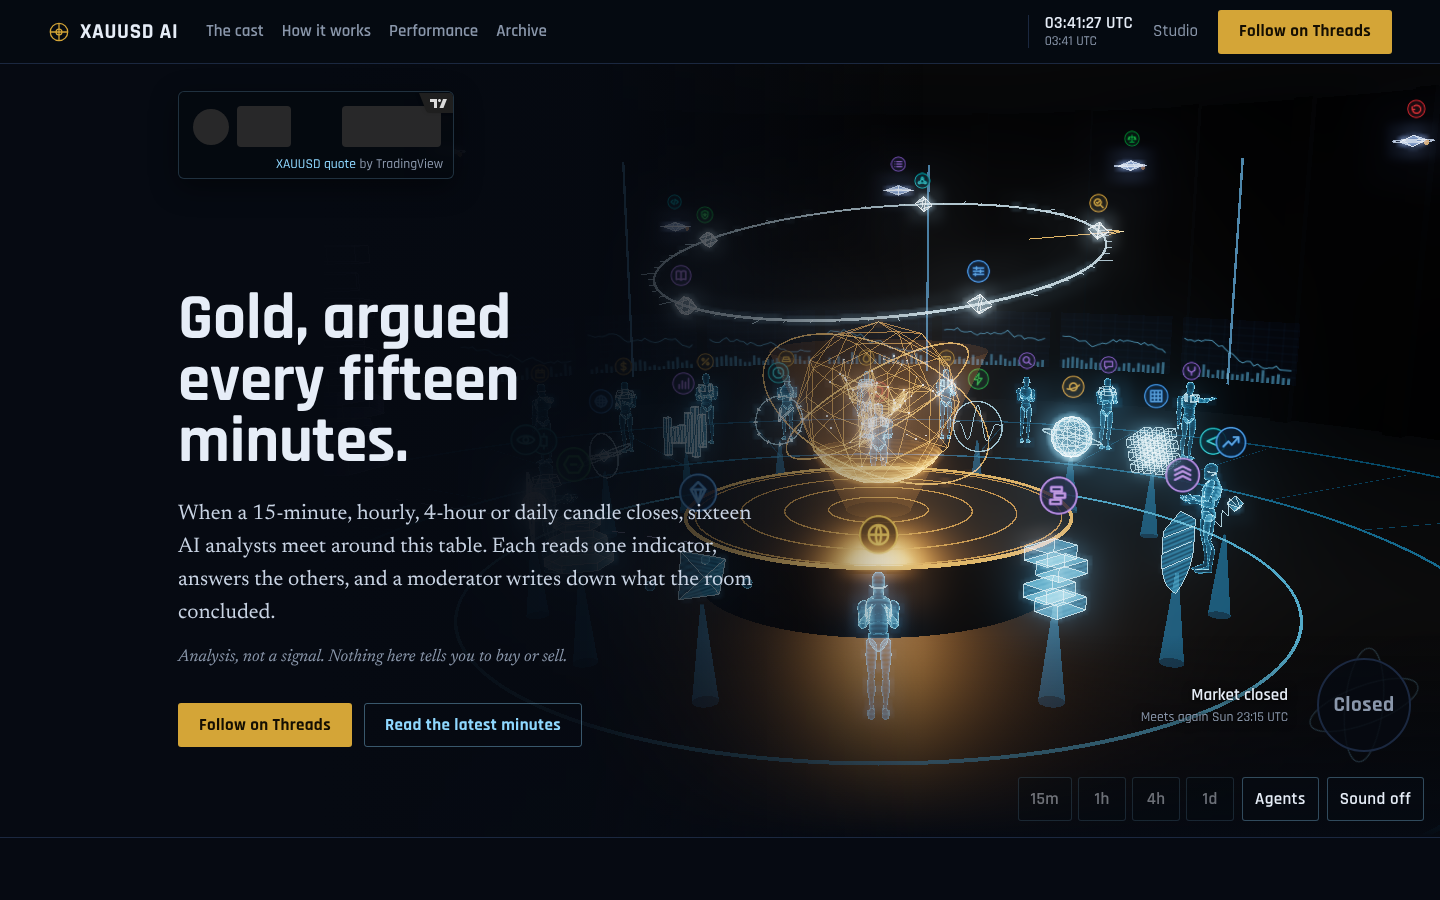 XAUUSD AI
The cast
How it works
Performance
Archive
03:41:27 UTC
03:41 UTC
Studio
Follow on Threads
XAUUSD quote by TradingView
Gold, argued
every fifteen
minutes.
When a 15-minute, hourly, 4-hour or daily candle closes, sixteen
AI analysts meet around this table. Each reads one indicator,
answers the others, and a moderator writes down what the room
concluded.
Analysis, not a signal. Nothing here tells you to buy or sell.
Follow on Threads
Read the latest minutes
Market closed
Meets again Sun 23:15 UTC
Closed
15m
1h
4h
1d
Agents
Sound off